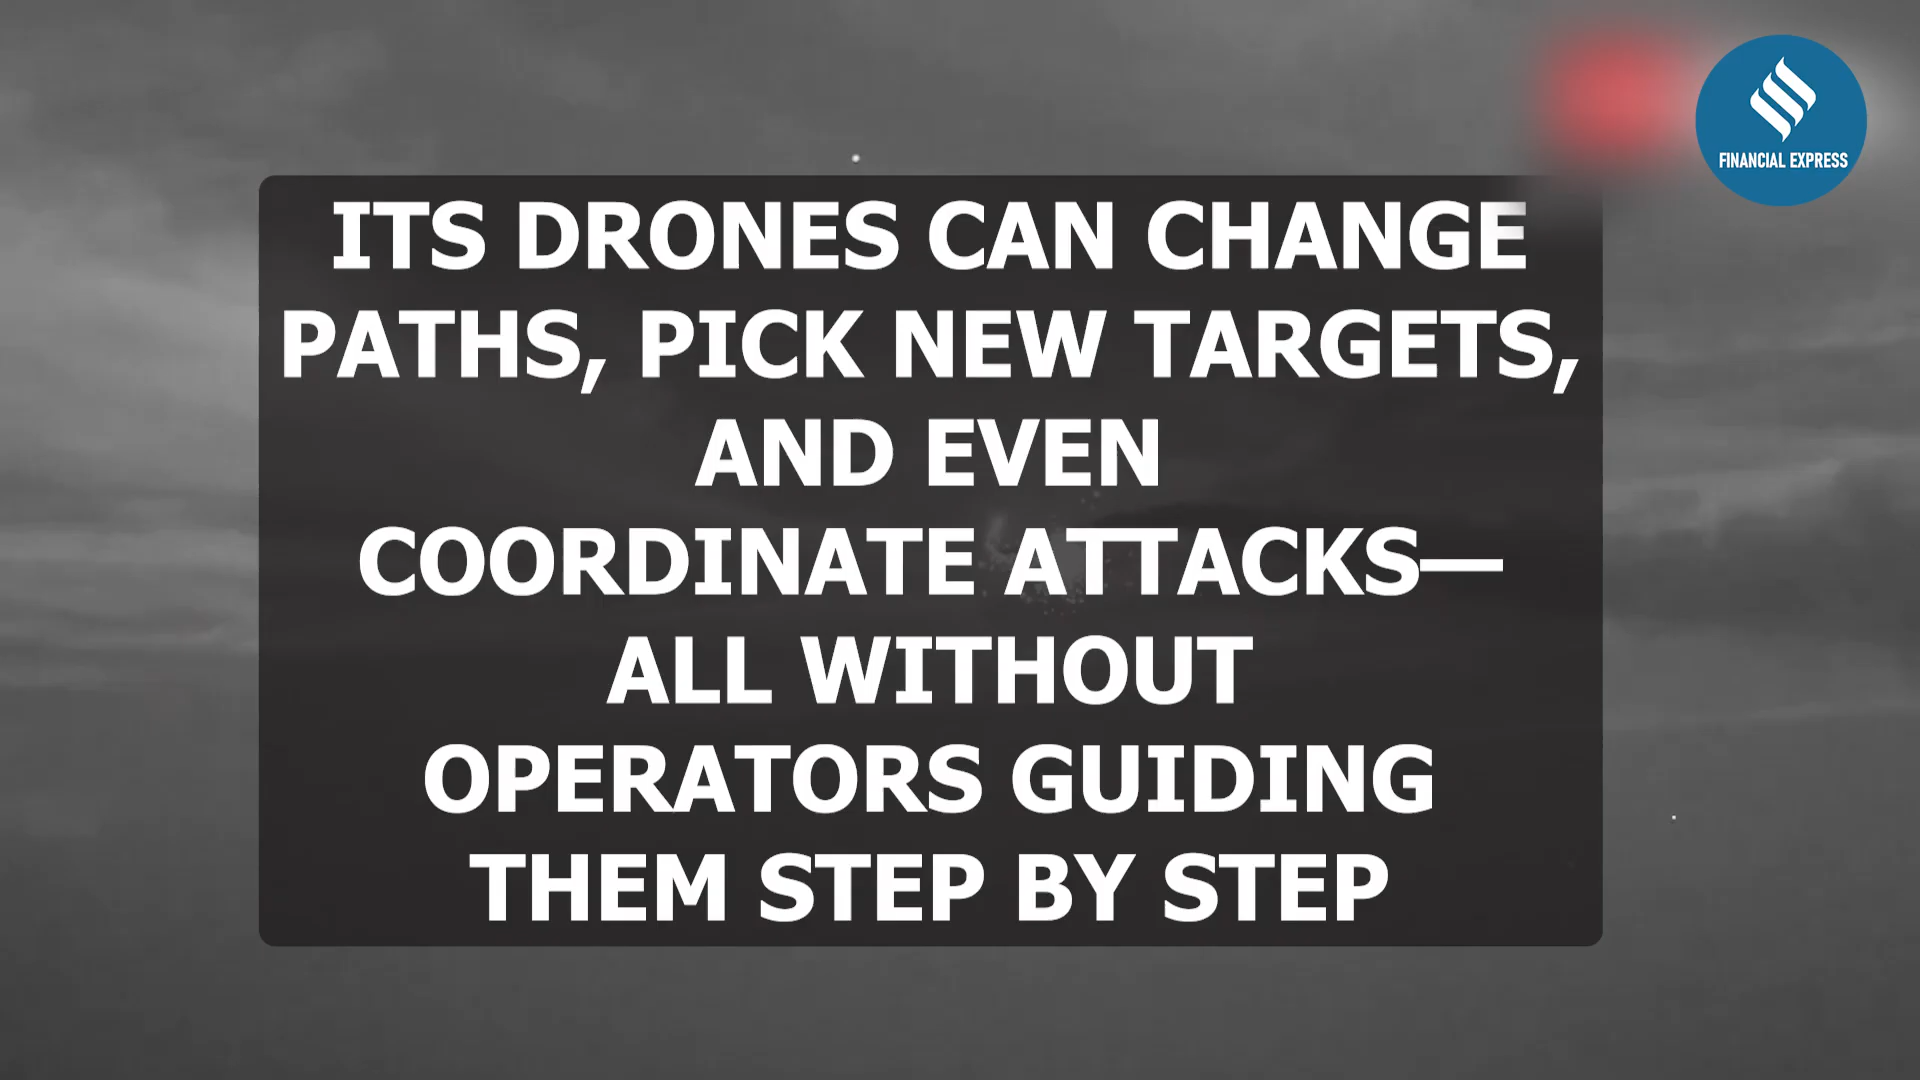 FINANCIAL EXPRESS
ITS DRONES CAN CHANGE
PATHS, PICK NEW TARGETS,
AND EVEN
COORDINATE ATTACKS—
ALL WITHOUT
OPERATORS GUIDING
THEM STEP BY STEP